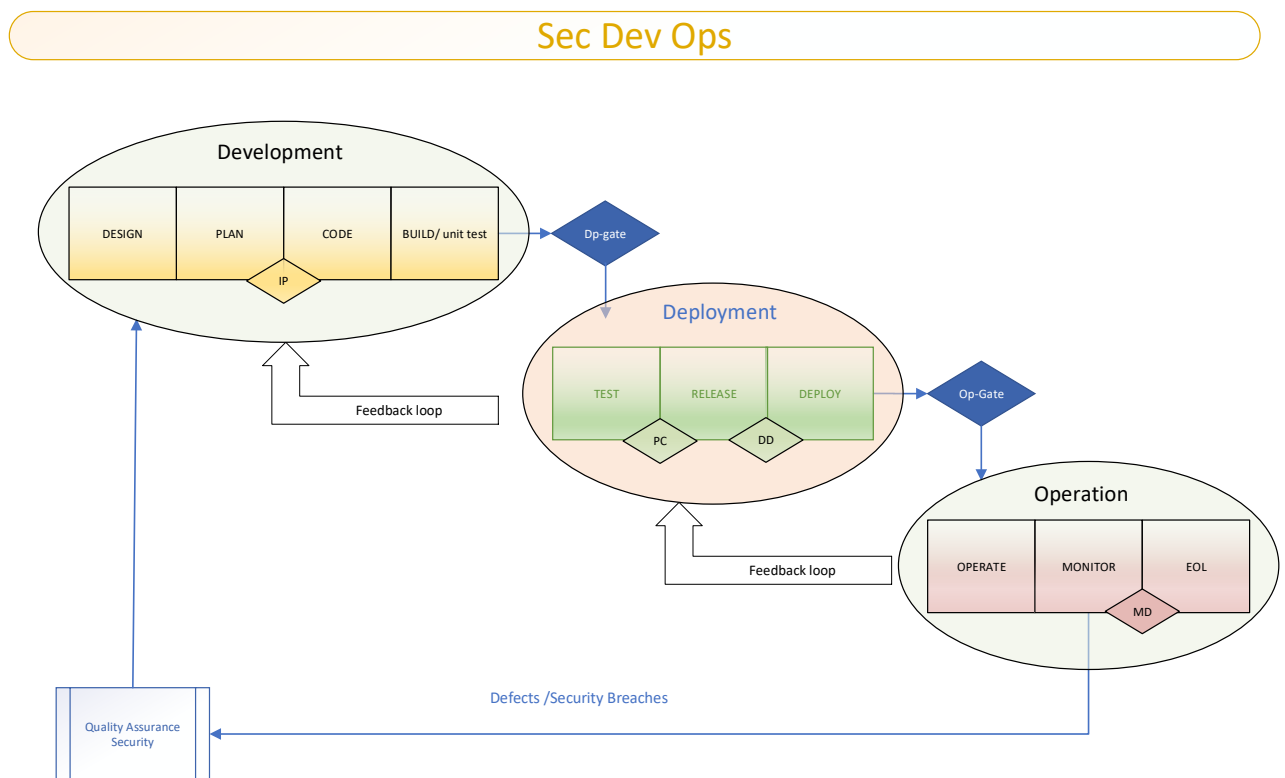 Sec Dev Ops
Development
DESIGN
PLAN
CODE
BUILD/ unit test
IP
Dp-gate
Deployment
TEST
RELEASE
DEPLOY
PC
DD
Op-Gate
Feedback loop
Operation
OPERATE
MONITOR
EOL
MD
Feedback loop
Defects /Security Breaches
Quality Assurance
Security